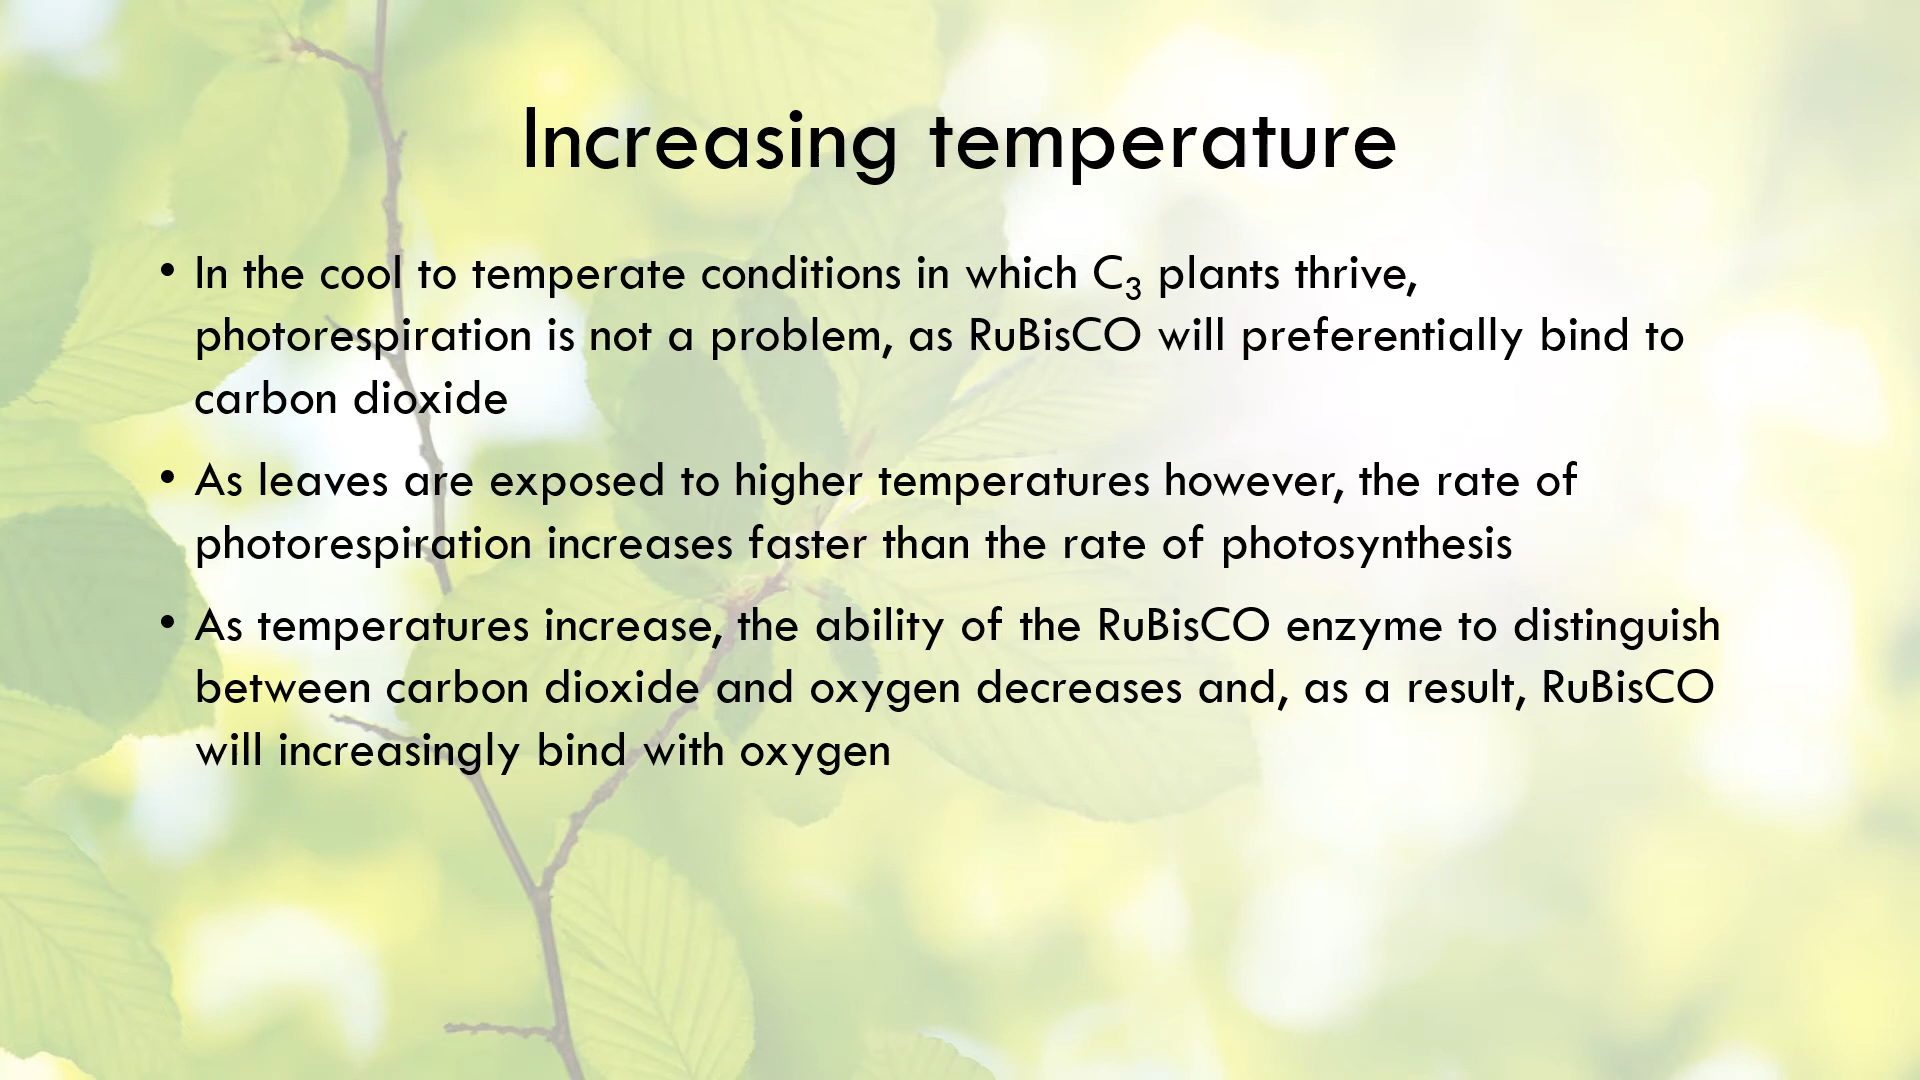 Increasing temperature
• In the cool to temperate conditions in which C₃ plants thrive,
photorespiration is not a problem, as RuBisCO will preferentially bind to
carbon dioxide
• As leaves are exposed to higher temperatures however, the rate of
photorespiration increases faster than the rate of photosynthesis
• As temperatures increase, the ability of the RuBisCO enzyme to distinguish
between carbon dioxide and oxygen decreases and, as a result, RuBisCO
will increasingly bind with oxygen